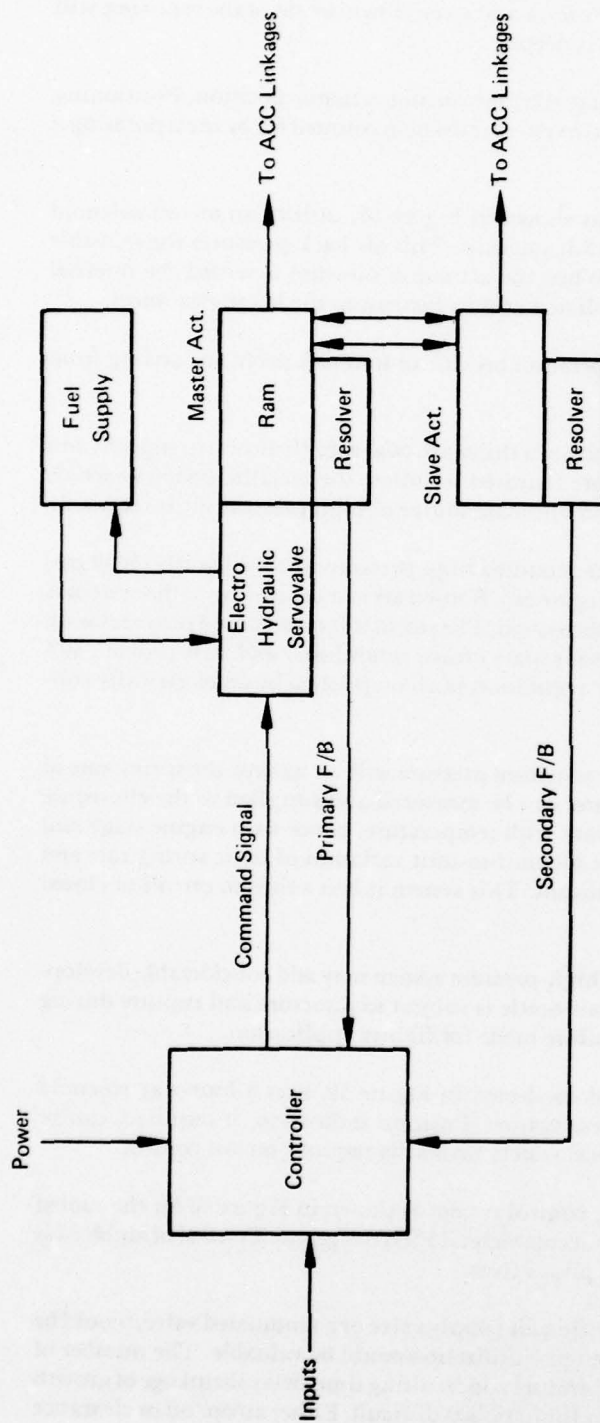 Fuel
Supply
Master Act.
Electro
Hydraulic
Servovalve
Ram
Resolver
To ACC Linkages
Power
Command Signal
Inputs
Controller
Primary F/B
Slave Act.
To ACC Linkages
Resolver
Secondary F/B